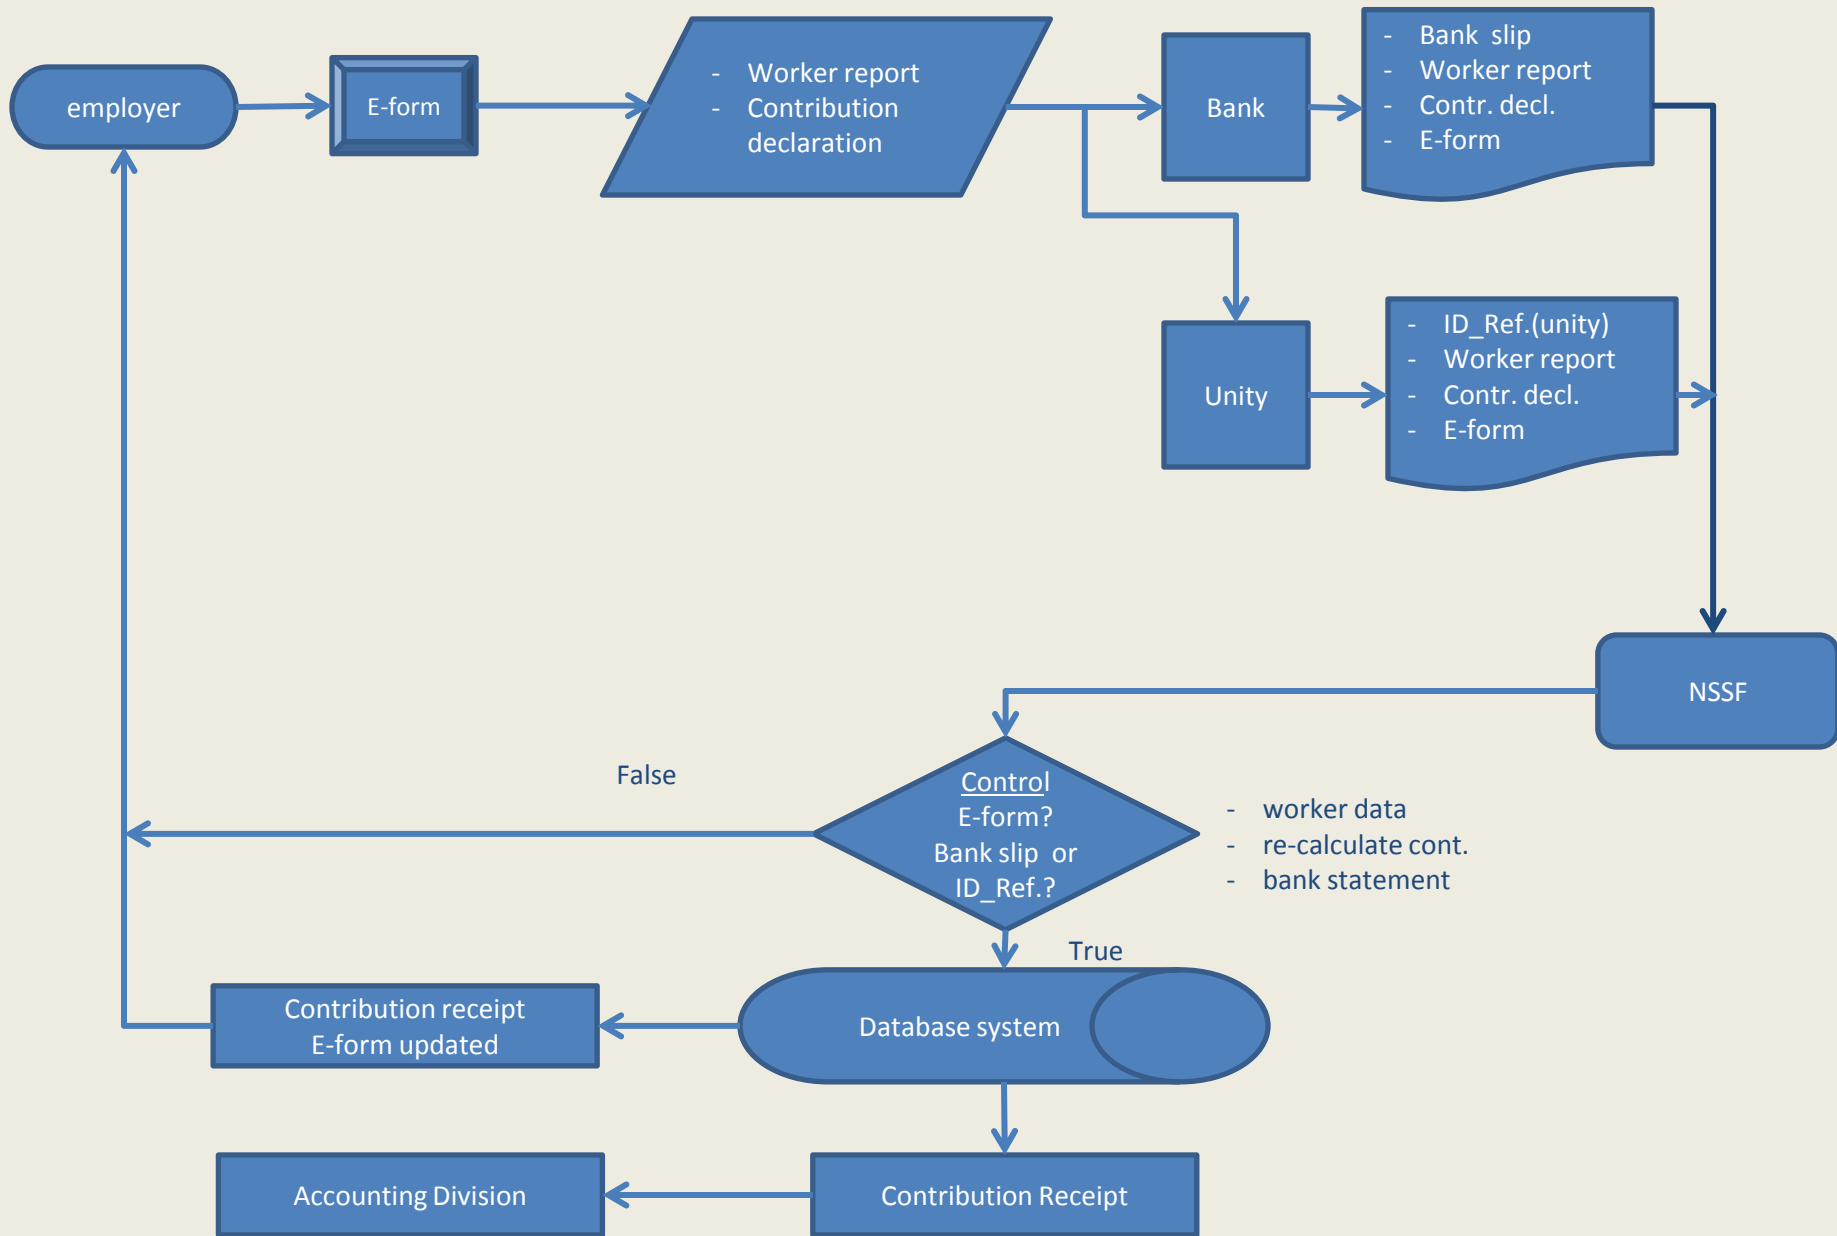 employer
E-form
- Worker report
- Contribution
declaration
Bank
- Bank slip
- Worker report
- Contr. decl.
- E-form
Unity
- ID_Ref.(unity)
- Worker report
- Contr. decl.
- E-form
NSSF
False
Control
E-form?
Bank slip or
ID_Ref.?
- worker data
- re-calculate cont.
- bank statement
True
Contribution receipt
E-form updated
Database system
Accounting Division
Contribution Receipt